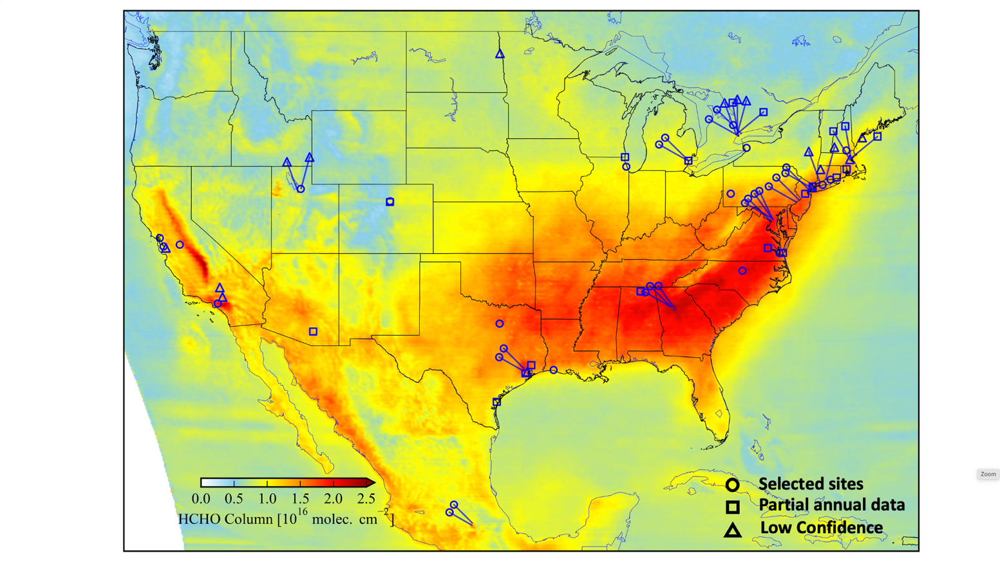 Zoom
Selected sites
Partial annual data
Low Confidence
0.0 0.5 1.0 1.5 2.0 2.5
HCHO Column [10^16 molec. cm^−2]